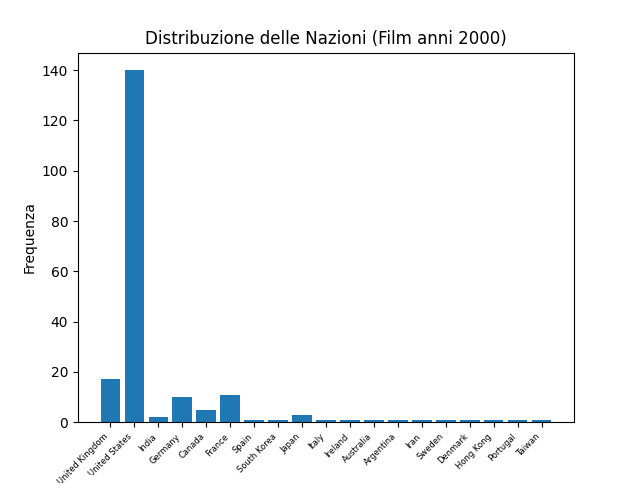 Distribuzione delle Nazioni (Film anni 2000)
Frequenza
140
120
100
80
60
40
20
0
United Kingdom
United States
India
Germany
Canada
France
Spain
South Korea
Japan
Italy
Ireland
Australia
Argentina
Iran
Sweden
Denmark
Hong Kong
Portugal
Taiwan